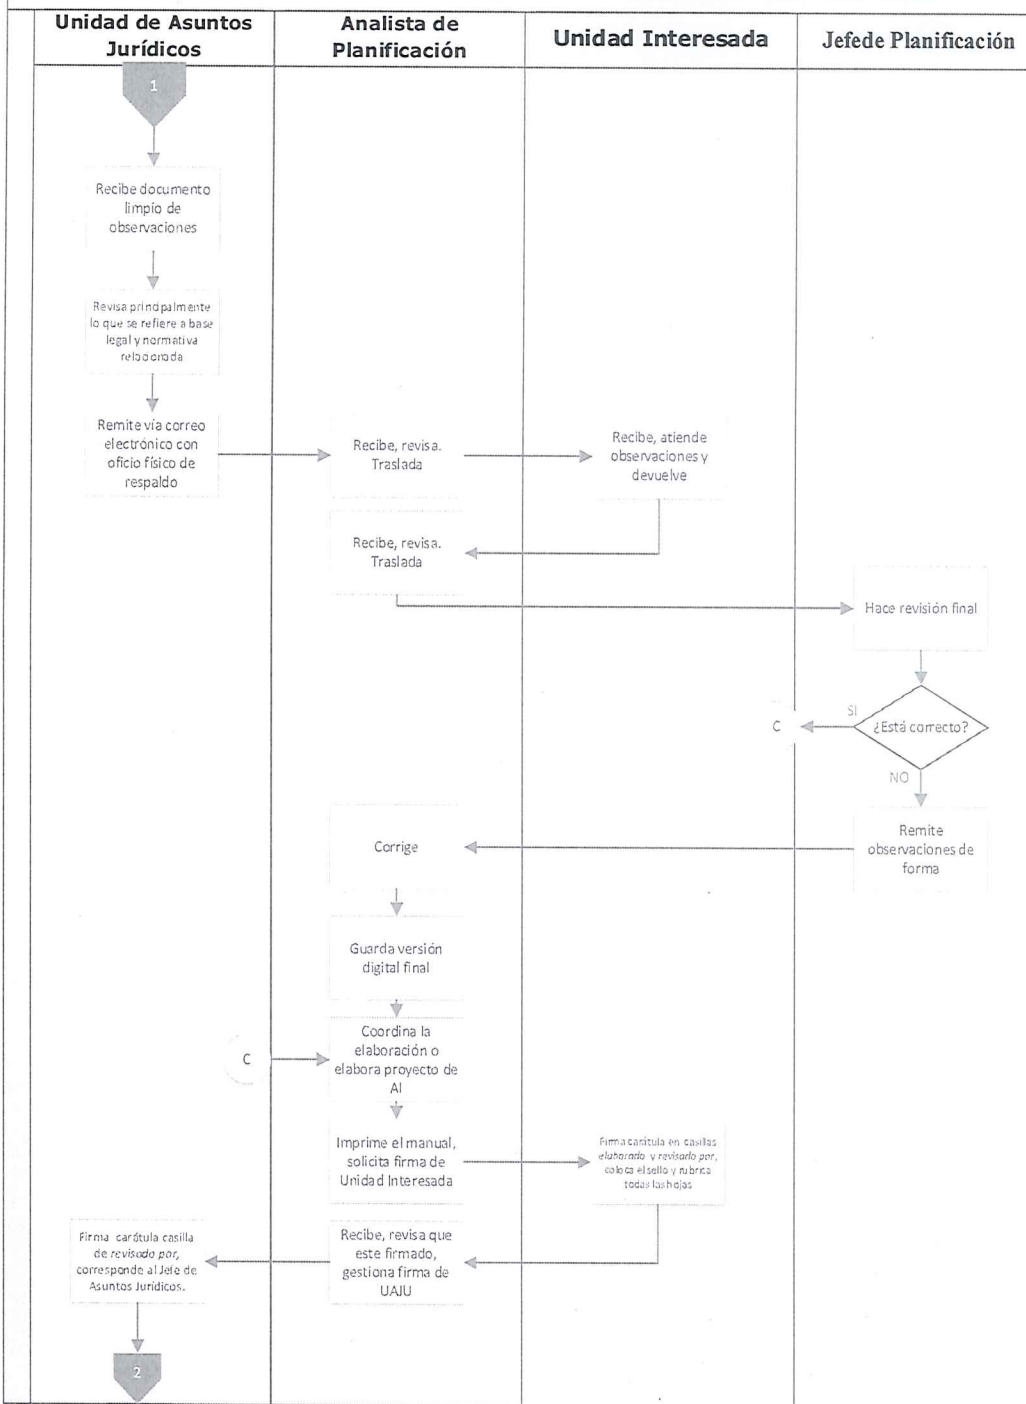 Unidad de Asuntos
Jurídicos
Analista de
Planificación
Unidad Interesada
Jefede Planificación
1
Recibe documento
limpio de
observaciones
Revisa principalmente
lo que se refiere a base
legal y normativa
relacionada
Remite vía correo
electrónico con
oficio físico de
respaldo
Recibe, revisa.
Traslada
Recibe, atiende
observaciones y
devuelve
Recibe, revisa.
Traslada
Hace revisión final
¿Está correcto?
SI
C
NO
Remite
observaciones de
forma
Corrige
Guarda versión
digital final
C
Coordina la
elaboración o
elabora proyecto de
AI
Imprime el manual,
solicita firma de
Unidad Interesada
Firma carátula en casillas
elaborado y revisado por,
coloca el sello y rubrica
todas las hojas
Recibe, revisa que
este firmado,
gestiona firma de
UAJU
Firma carátula casilla
de revisado por,
corresponde al Jefe de
Asuntos Jurídicos.
2